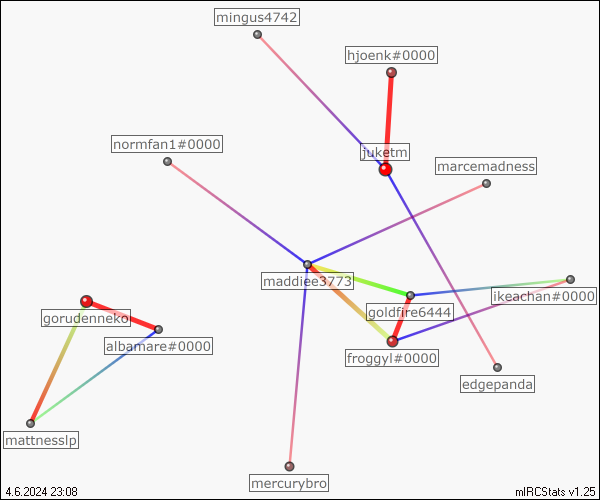 mingus4742
hjoenk#0000
normfan1#0000
juketm
marcemadness
maddiee3773
ikeachan#0000
goldfire6444
gorudenneko
albamare#0000
froggyl#0000
edgepanda
mattnesslp
mercurybro
4.6.2024 23:08
mIRCStats v1.25